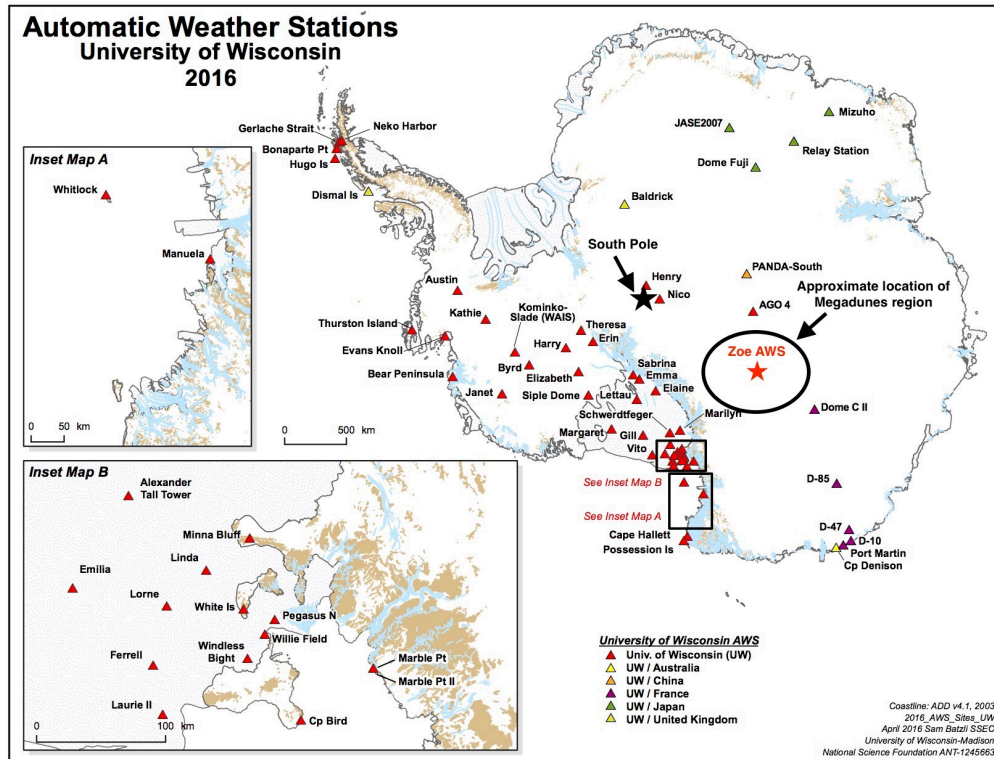 Automatic Weather Stations
University of Wisconsin
2016
Inset Map A
Whitlock
Manuela
0 50 km
Gerlache Strait
Neko Harbor
Bonaparte Pt
Hugo Is
Dismal Is
JASE2007
Mizuho
Relay Station
Dome Fuji
Baldrick
South Pole
Henry
Nico
PANDA-South
Approximate location of
Megadunes region
AGO 4
Zoe AWS
Austin
Kathie
Kominko-
Slade (WAIS)
Thurston Island
Evans Knoll
Theresa
Erin
Harry
Byrd
Bear Peninsula
Elizabeth
Sabrina
Emma
Elaine
Janet
Siple Dome
Lettau
Schwerdtfeger
Marilyn
Dome C II
Margaret
Gill
Vito
0 500 km
See Inset Map B
See Inset Map A
D-85
Cape Hallett
Possession Is
D-47
D-10
Port Martin
Cp Denison
Inset Map B
Alexander
Tall Tower
Minna Bluff
Linda
Emilia
Lorne
White Is
Pegasus N
Willie Field
Windless
Bight
Ferrell
Marble Pt
Marble Pt II
Laurie II
Cp Bird
0 100 km
University of Wisconsin AWS
Univ. of Wisconsin (UW)
UW / Australia
UW / China
UW / France
UW / Japan
UW / United Kingdom
Coastline: ADD v4.1, 2003
2016_AWS_Sites_UW
April 2016 Sam Batzli SSEC
University of Wisconsin-Madison
National Science Foundation ANT-1245663